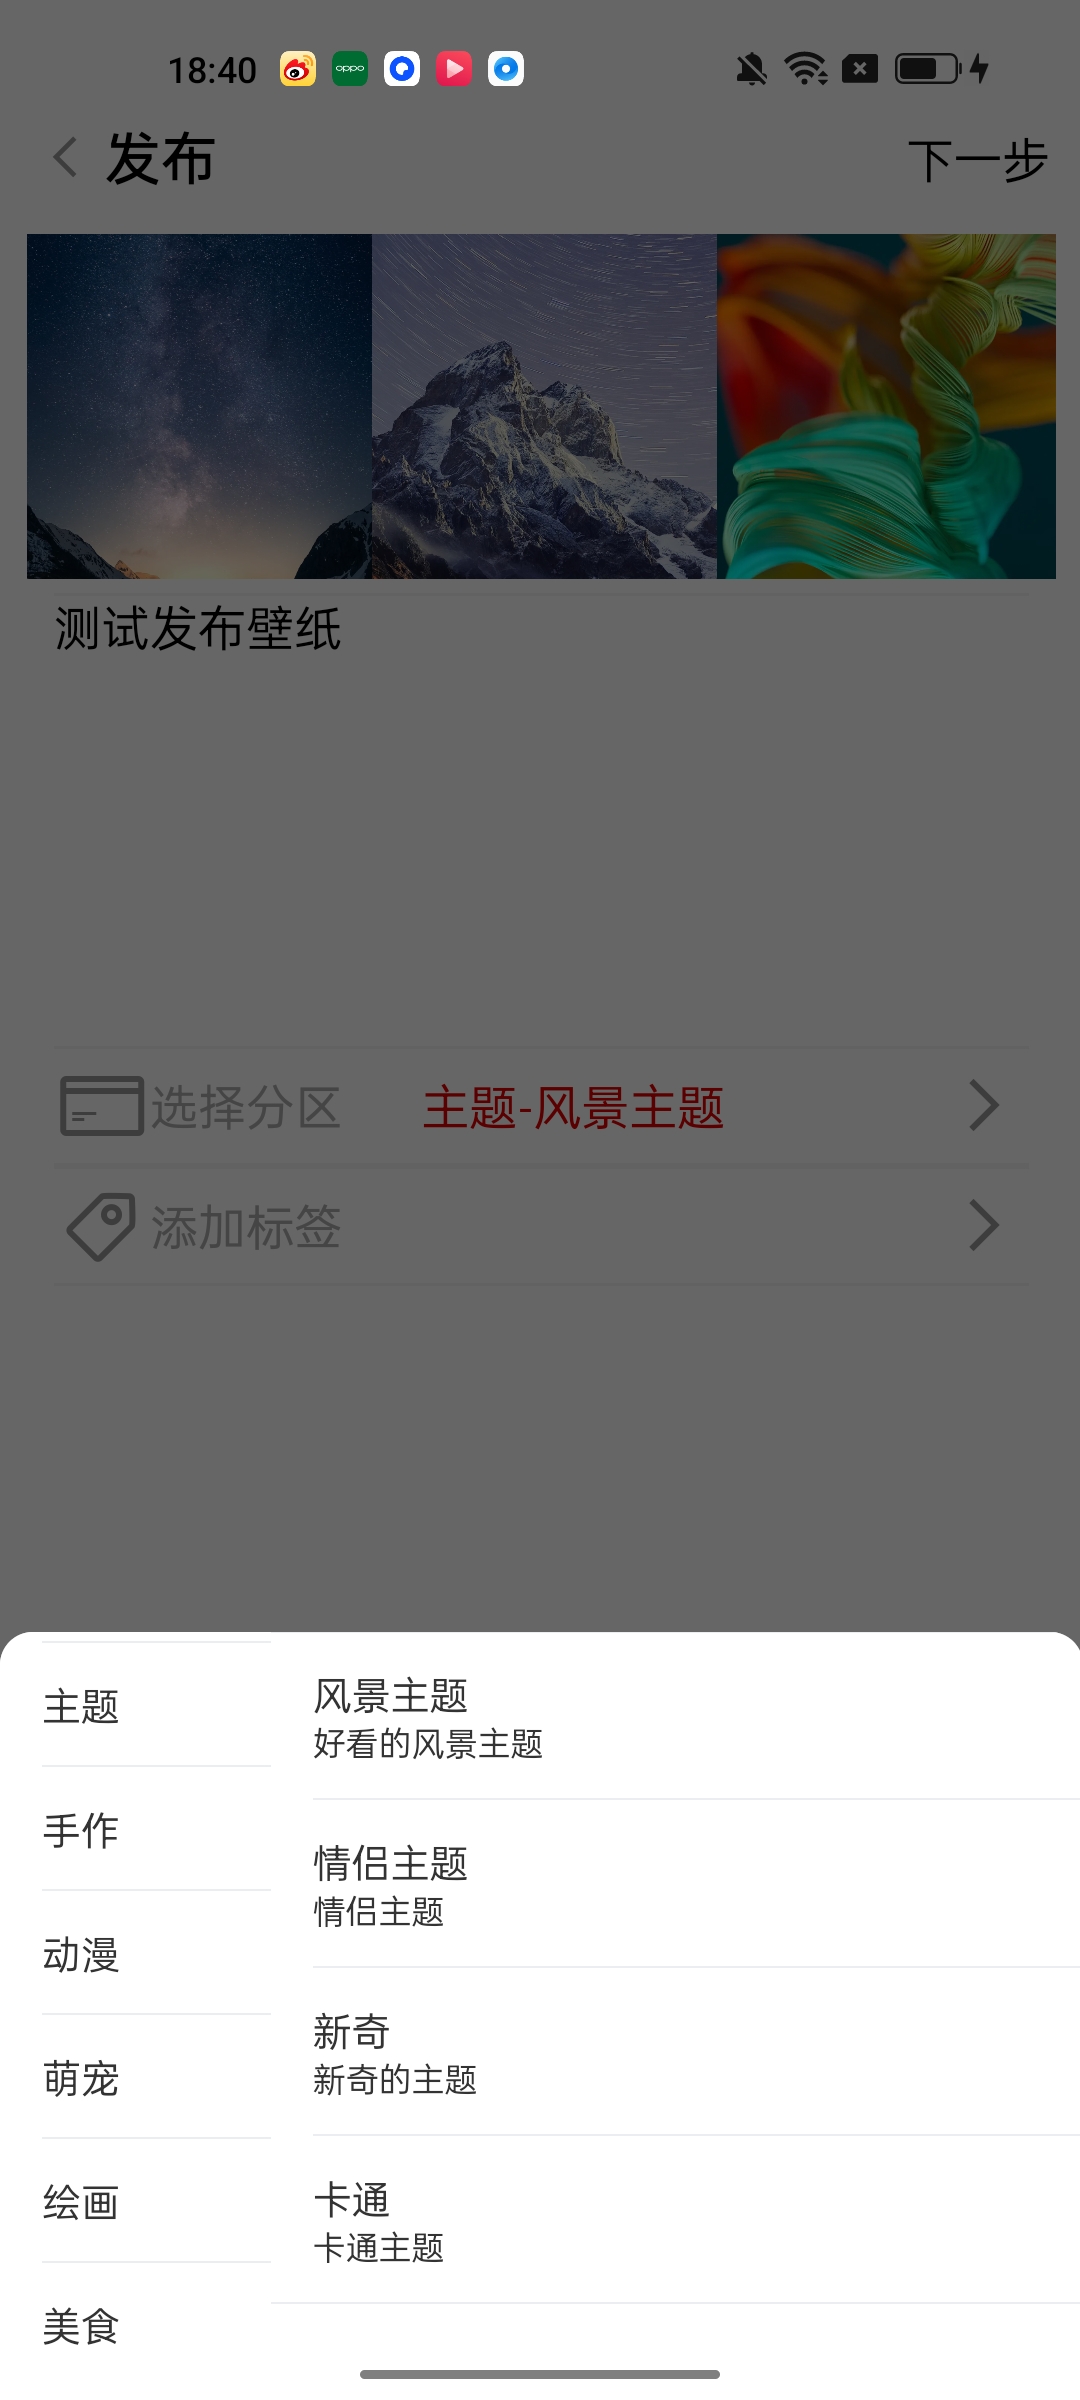 18:40
oppo
发布
下一步
测试发布壁纸
选择分区 主题-风景主题
添加标签
主题
手作
动漫
萌宠
绘画
美食
风景主题
好看的风景主题
情侣主题
情侣主题
新奇
新奇的主题
卡通
卡通主题